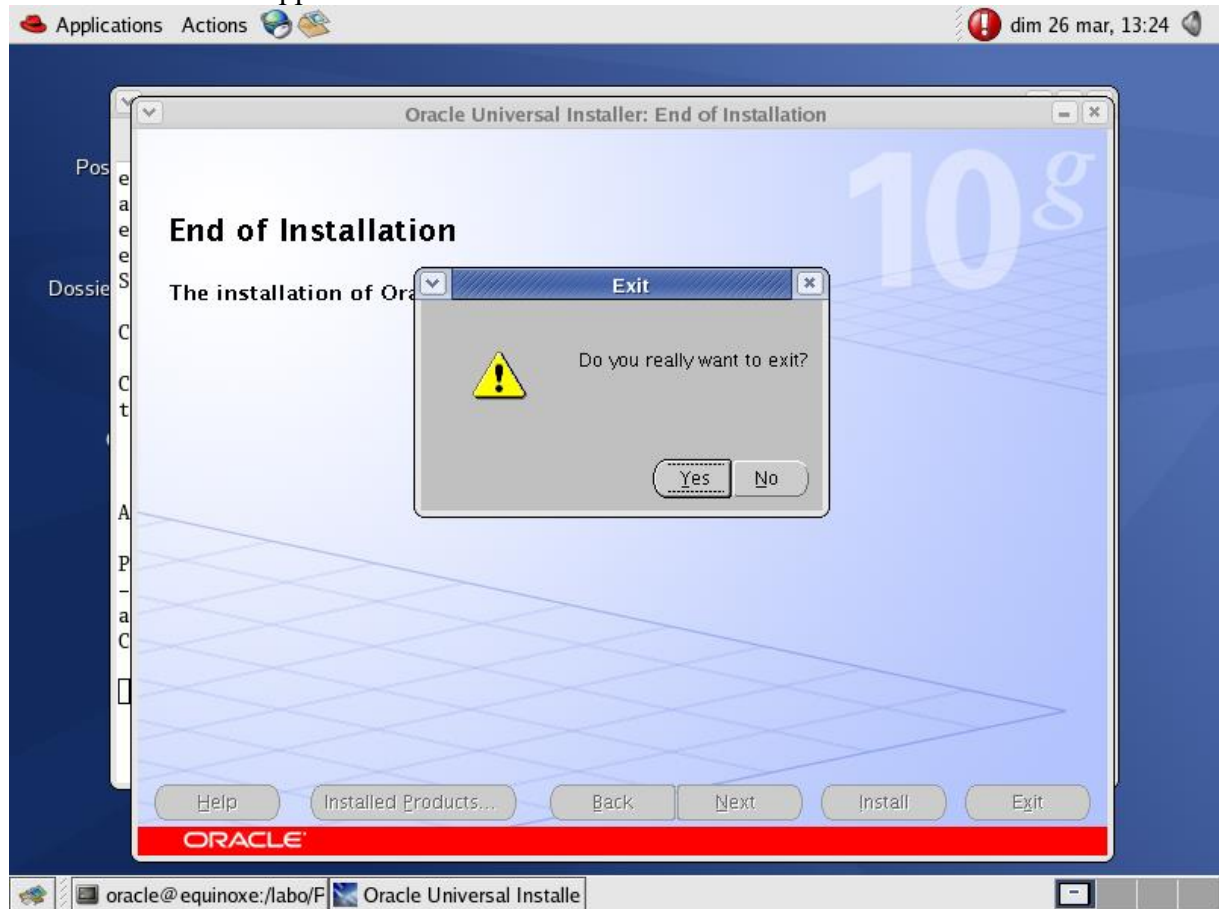 Applications Actions dim 26 mar, 13:24
Oracle Universal Installer: End of Installation
10g
Pos
e
a
e
e
End of Installation
Dossie S
The installation of Ora
Exit
Do you really want to exit?
Yes No
C
C
t
A
P
-
a
C
Help Installed Products... Back Next Install Exit
ORACLE
oracle@equinoxe:/labo/F Oracle Universal Installe